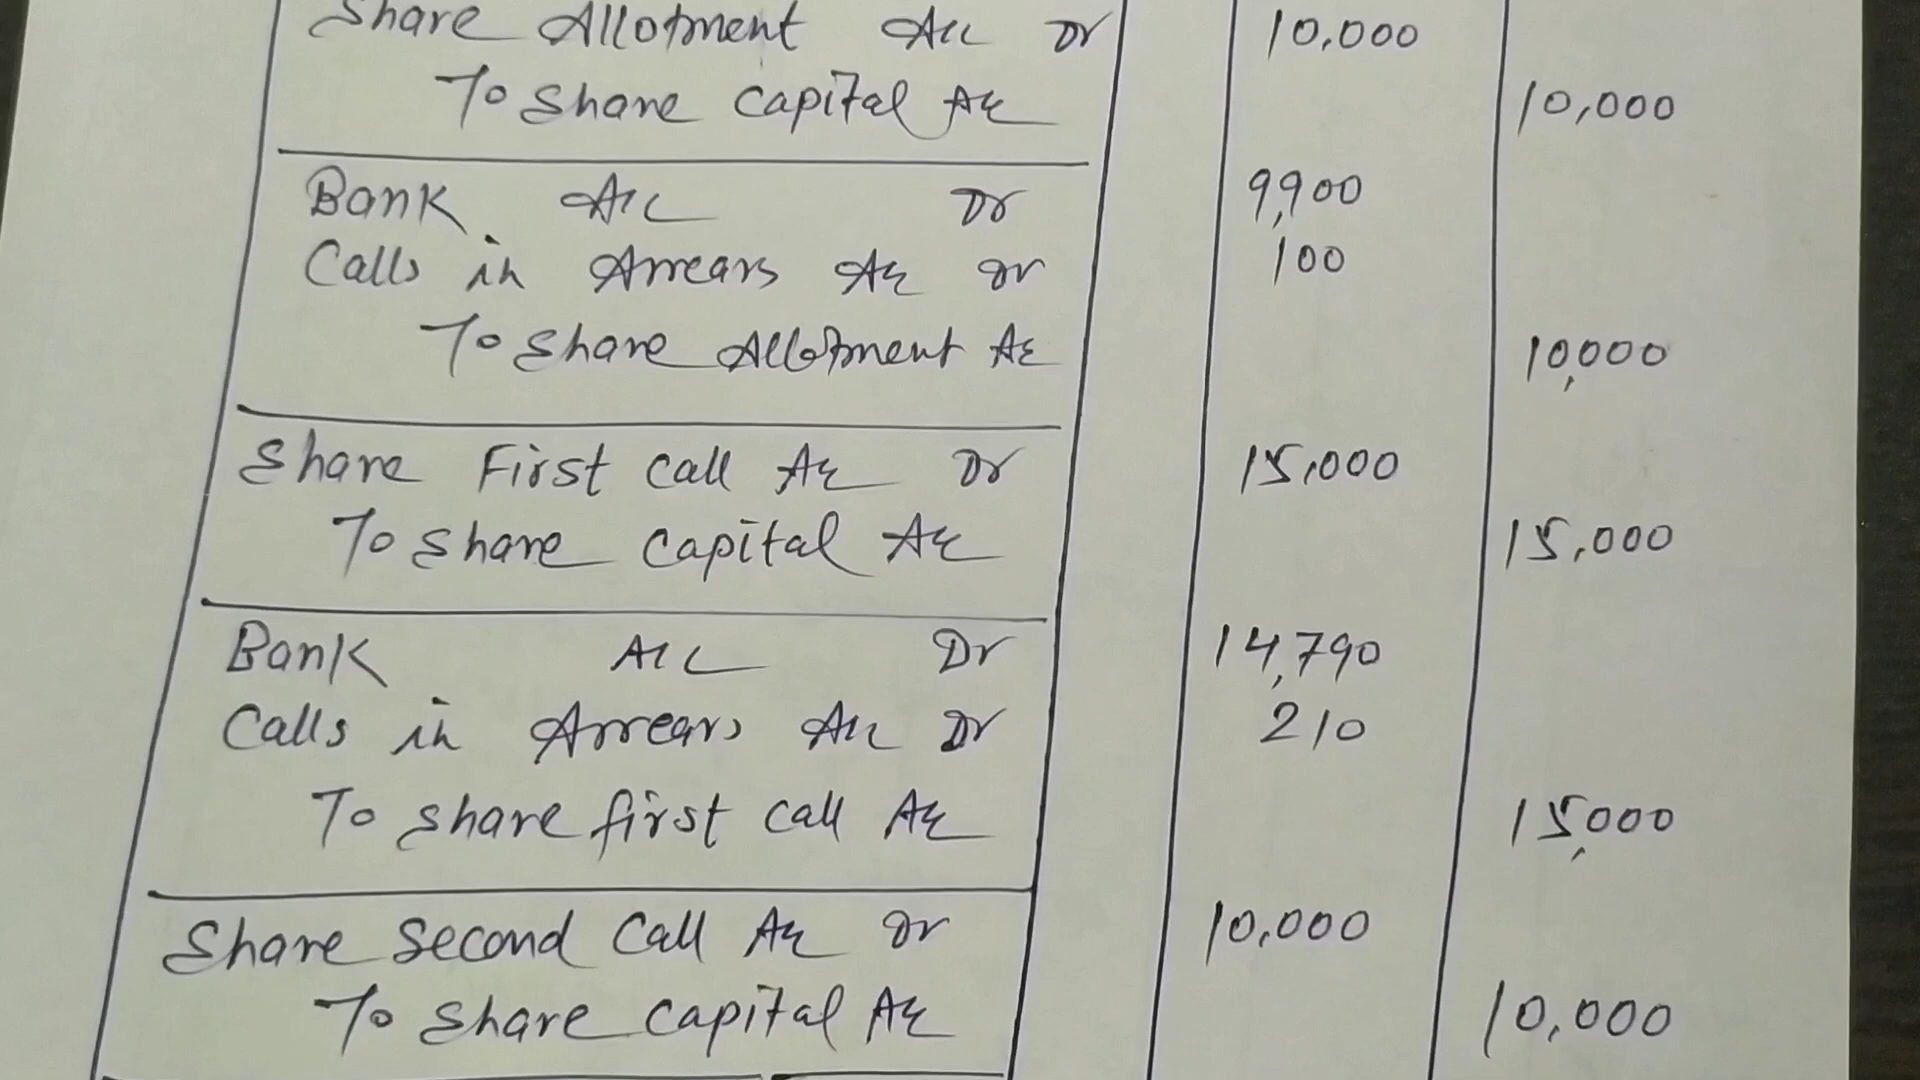 Share Allotment A/c Dr 10,000
To Share Capital A/c 10,000
Bank A/c Dr 9,900
Calls in Arrears A/c Dr 100
To Share Allotment A/c 10,000
Share First Call A/c Dr 15,000
To Share Capital A/c 15,000
Bank A/c Dr 14,790
Calls in Arrears A/c Dr 210
To Share first Call A/c 15,000
Share Second Call A/c Dr 10,000
To Share Capital A/c 10,000